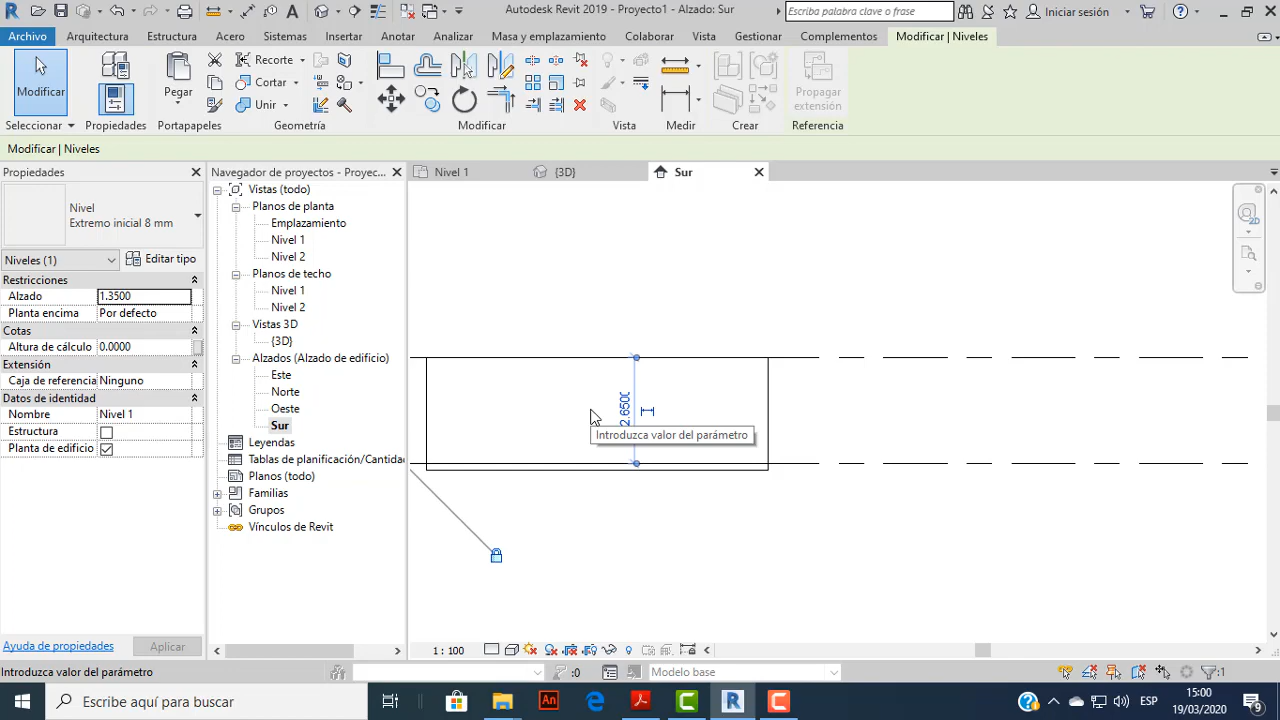 Autodesk Revit 2019 - Proyecto1 - Alzado: Sur
Escriba palabra clave o frase
Iniciar sesión
Archivo Arquitectura Estructura Acero Sistemas Insertar Anotar Analizar Masa y emplazamiento Colaborar Vista Gestionar Complementos Modificar | Niveles
Modificar
Pegar
Recorte
Cortar
Unir
Propagar
extensión
Seleccionar Propiedades Portapapeles Geometría Modificar Vista Medir Crear Referencia
Modificar | Niveles
Propiedades
Nivel
Extremo inicial 8 mm
Niveles (1)
Editar tipo
Restricciones
Alzado 1.3500
Planta encima Por defecto
Cotas
Altura de cálculo 0.0000
Extensión
Caja de referencia Ninguno
Datos de identidad
Nombre Nivel 1
Estructura
Planta de edificio
Ayuda de propiedades
Aplicar
Navegador de proyectos - Proyec...
Vistas (todo)
Planos de planta
Emplazamiento
Nivel 1
Nivel 2
Planos de techo
Nivel 1
Nivel 2
Vistas 3D
{3D}
Alzados (Alzado de edificio)
Este
Norte
Oeste
Sur
Leyendas
Tablas de planificación/Cantidad
Planos (todo)
Familias
Grupos
Vínculos de Revit
Nivel 1
{3D}
Sur
2.6500
Introduzca valor del parámetro
1 : 100
Introduzca valor del parámetro
:0
Modelo base
:1
Escribe aquí para buscar
An
R
ESP
15:00
19/03/2020
9